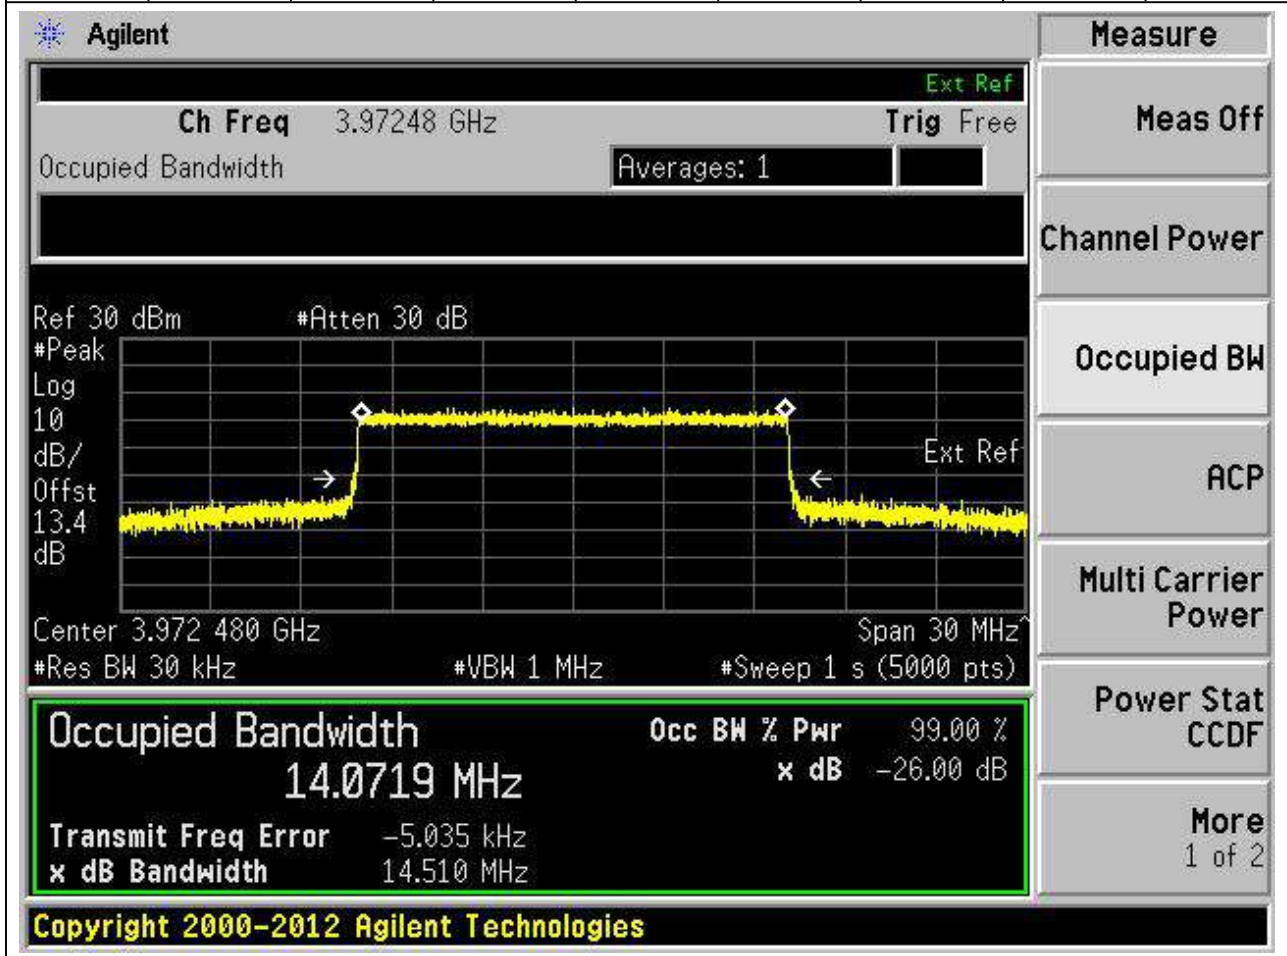 Agilent
Measure
Ext Ref
Ch Freq 3.97248 GHz Trig Free
Occupied Bandwidth Averages: 1
Meas Off
Channel Power
Occupied BW
ACP
Multi Carrier
Power
Power Stat
CCDF
More
1 of 2
Ref 30 dBm #Atten 30 dB
#Peak
Log
10
dB/
Offst
13.4
dB
Ext Ref
Center 3.972 480 GHz Span 30 MHz^
#Res BW 30 kHz #VBW 1 MHz #Sweep 1 s (5000 pts)
Occupied Bandwidth
14.0719 MHz
Occ BW % Pwr 99.00 %
x dB -26.00 dB
Transmit Freq Error -5.035 kHz
x dB Bandwidth 14.510 MHz
Copyright 2000-2012 Agilent Technologies